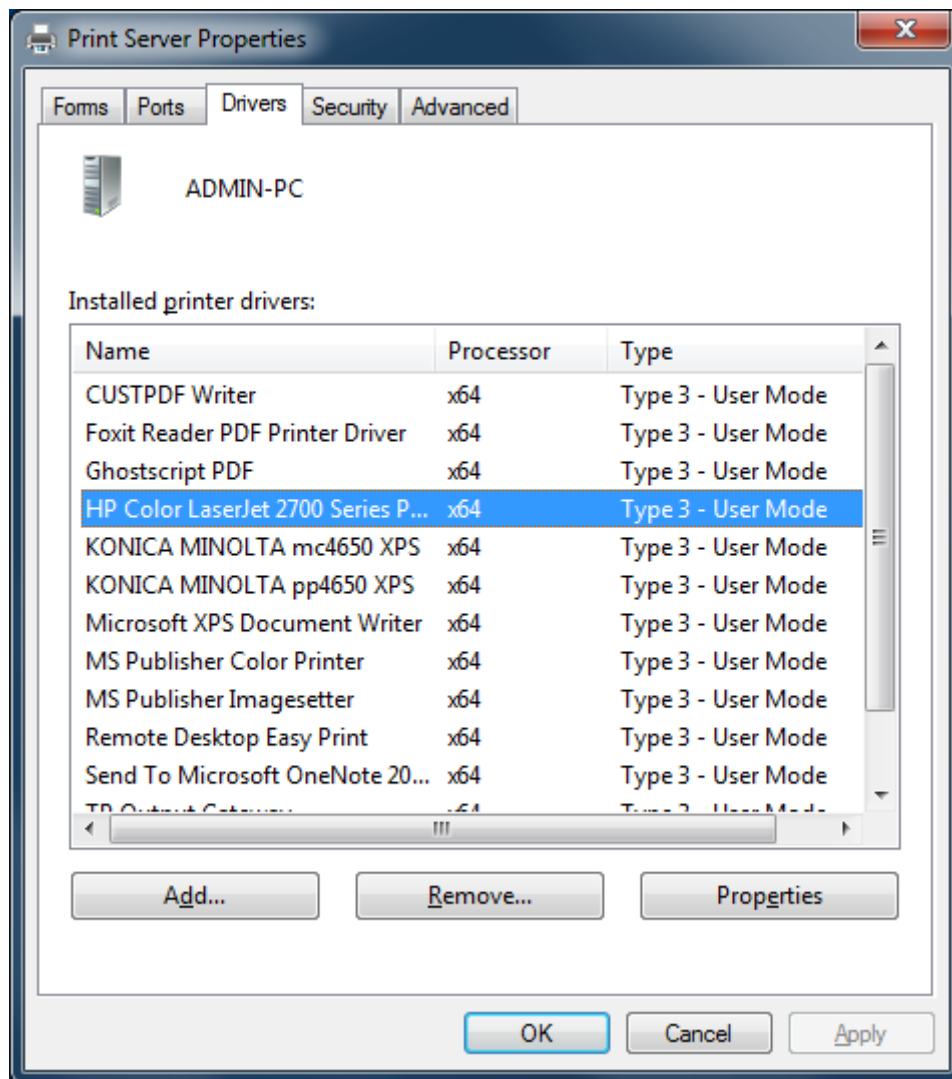 Print Server Properties
Forms Ports Drivers Security Advanced
ADMIN-PC
Installed printer drivers:
Name Processor Type
CUSTPDF Writer x64 Type 3 - User Mode
Foxit Reader PDF Printer Driver x64 Type 3 - User Mode
Ghostscript PDF x64 Type 3 - User Mode
HP Color LaserJet 2700 Series P... x64 Type 3 - User Mode
KONICA MINOLTA mc4650 XPS x64 Type 3 - User Mode
KONICA MINOLTA pp4650 XPS x64 Type 3 - User Mode
Microsoft XPS Document Writer x64 Type 3 - User Mode
MS Publisher Color Printer x64 Type 3 - User Mode
MS Publisher Imagesetter x64 Type 3 - User Mode
Remote Desktop Easy Print x64 Type 3 - User Mode
Send To Microsoft OneNote 20... x64 Type 3 - User Mode
Output x64 Type 3 - User Mode
Add... Remove... Properties
OK Cancel Apply